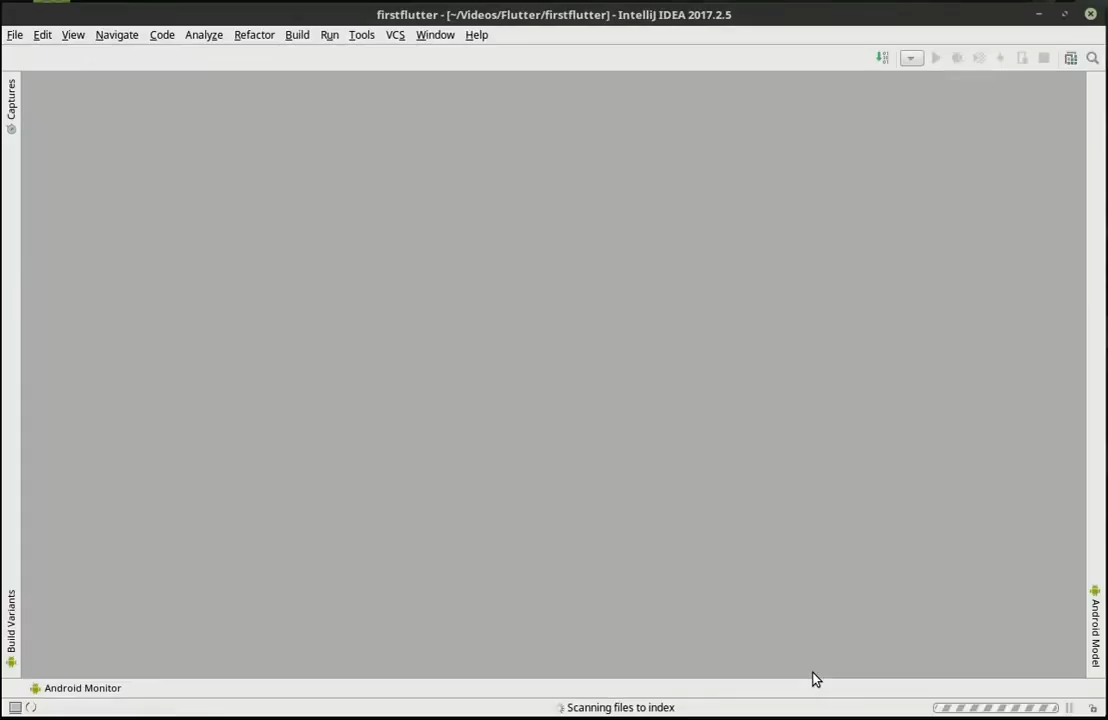 firstflutter - [~/Videos/Flutter/firstflutter] - IntelliJ IDEA 2017.2.5
File Edit View Navigate Code Analyze Refactor Build Run Tools VCS Window Help
Captures
Build Variants
Android Model
Android Monitor
Scanning files to index